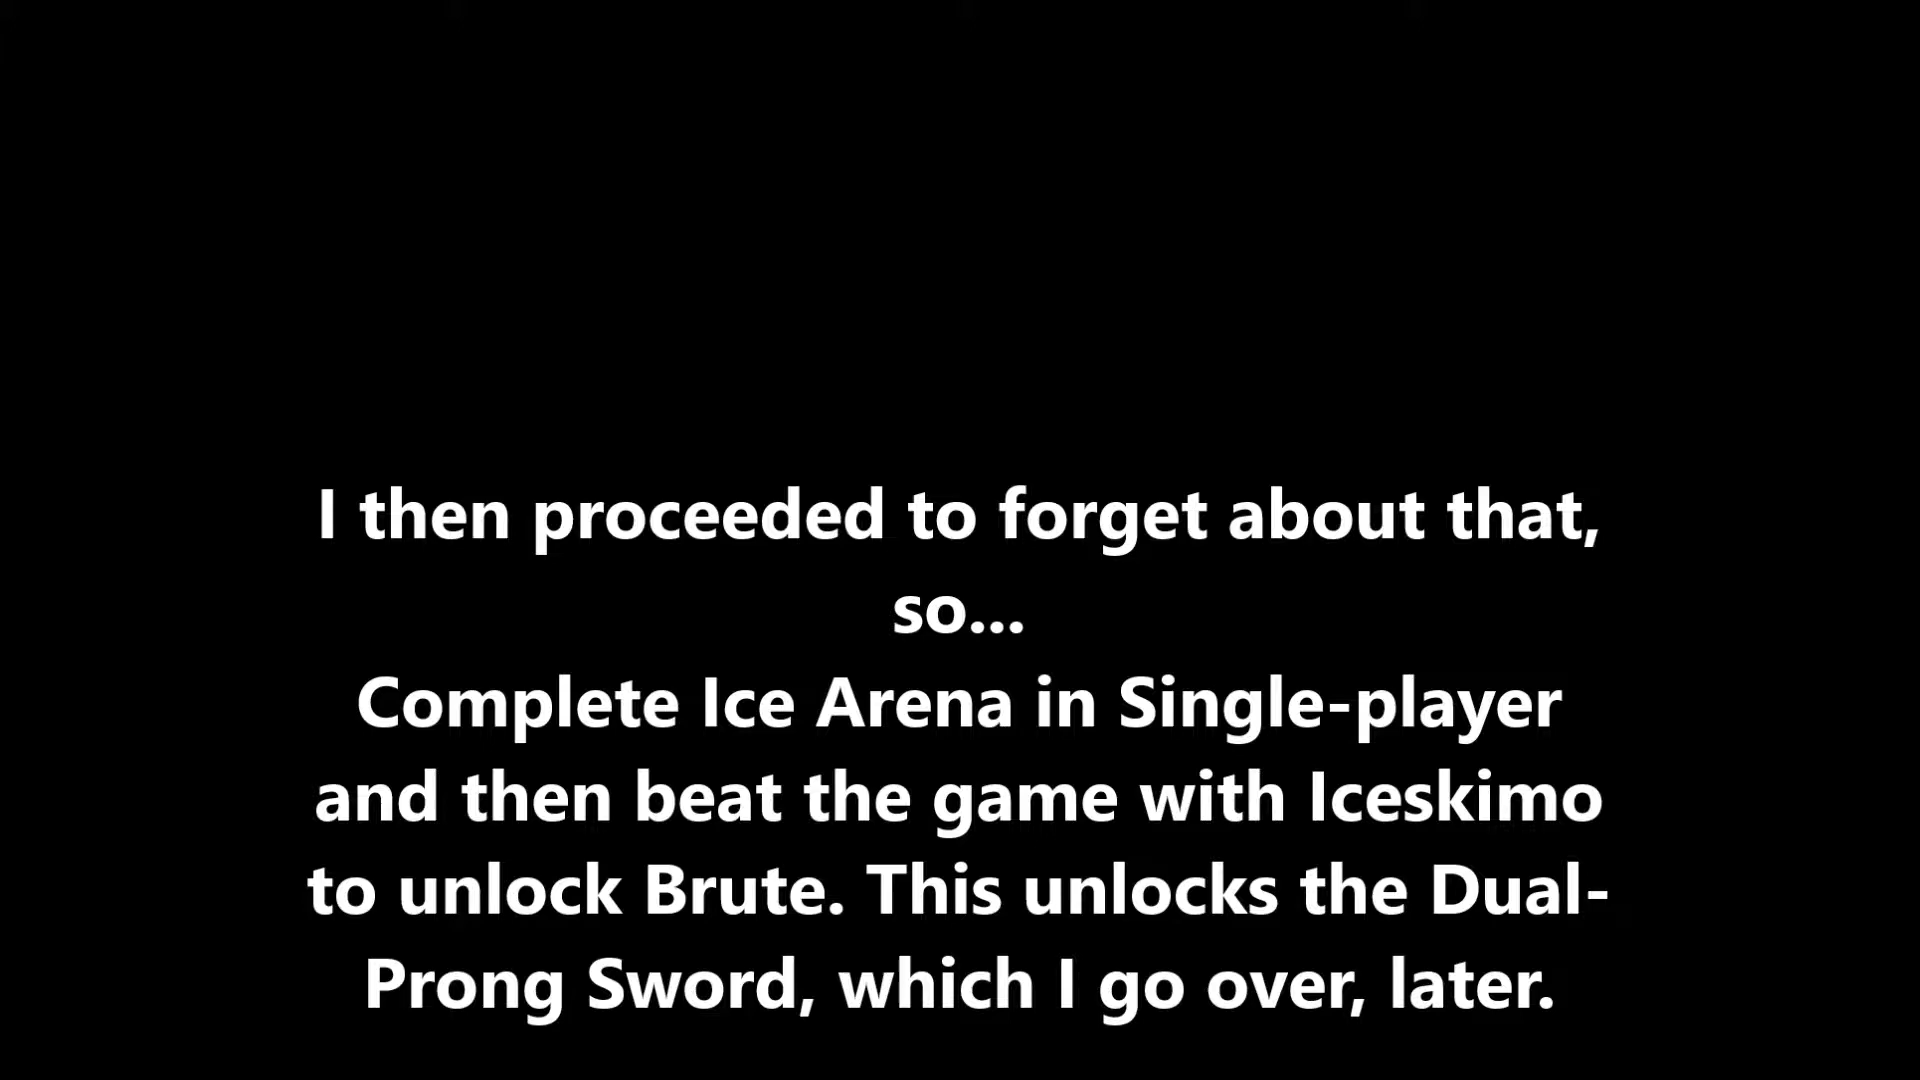 I then proceeded to forget about that,
so...
Complete Ice Arena in Single-player
and then beat the game with Iceskimo
to unlock Brute. This unlocks the Dual-
Prong Sword, which I go over, later.